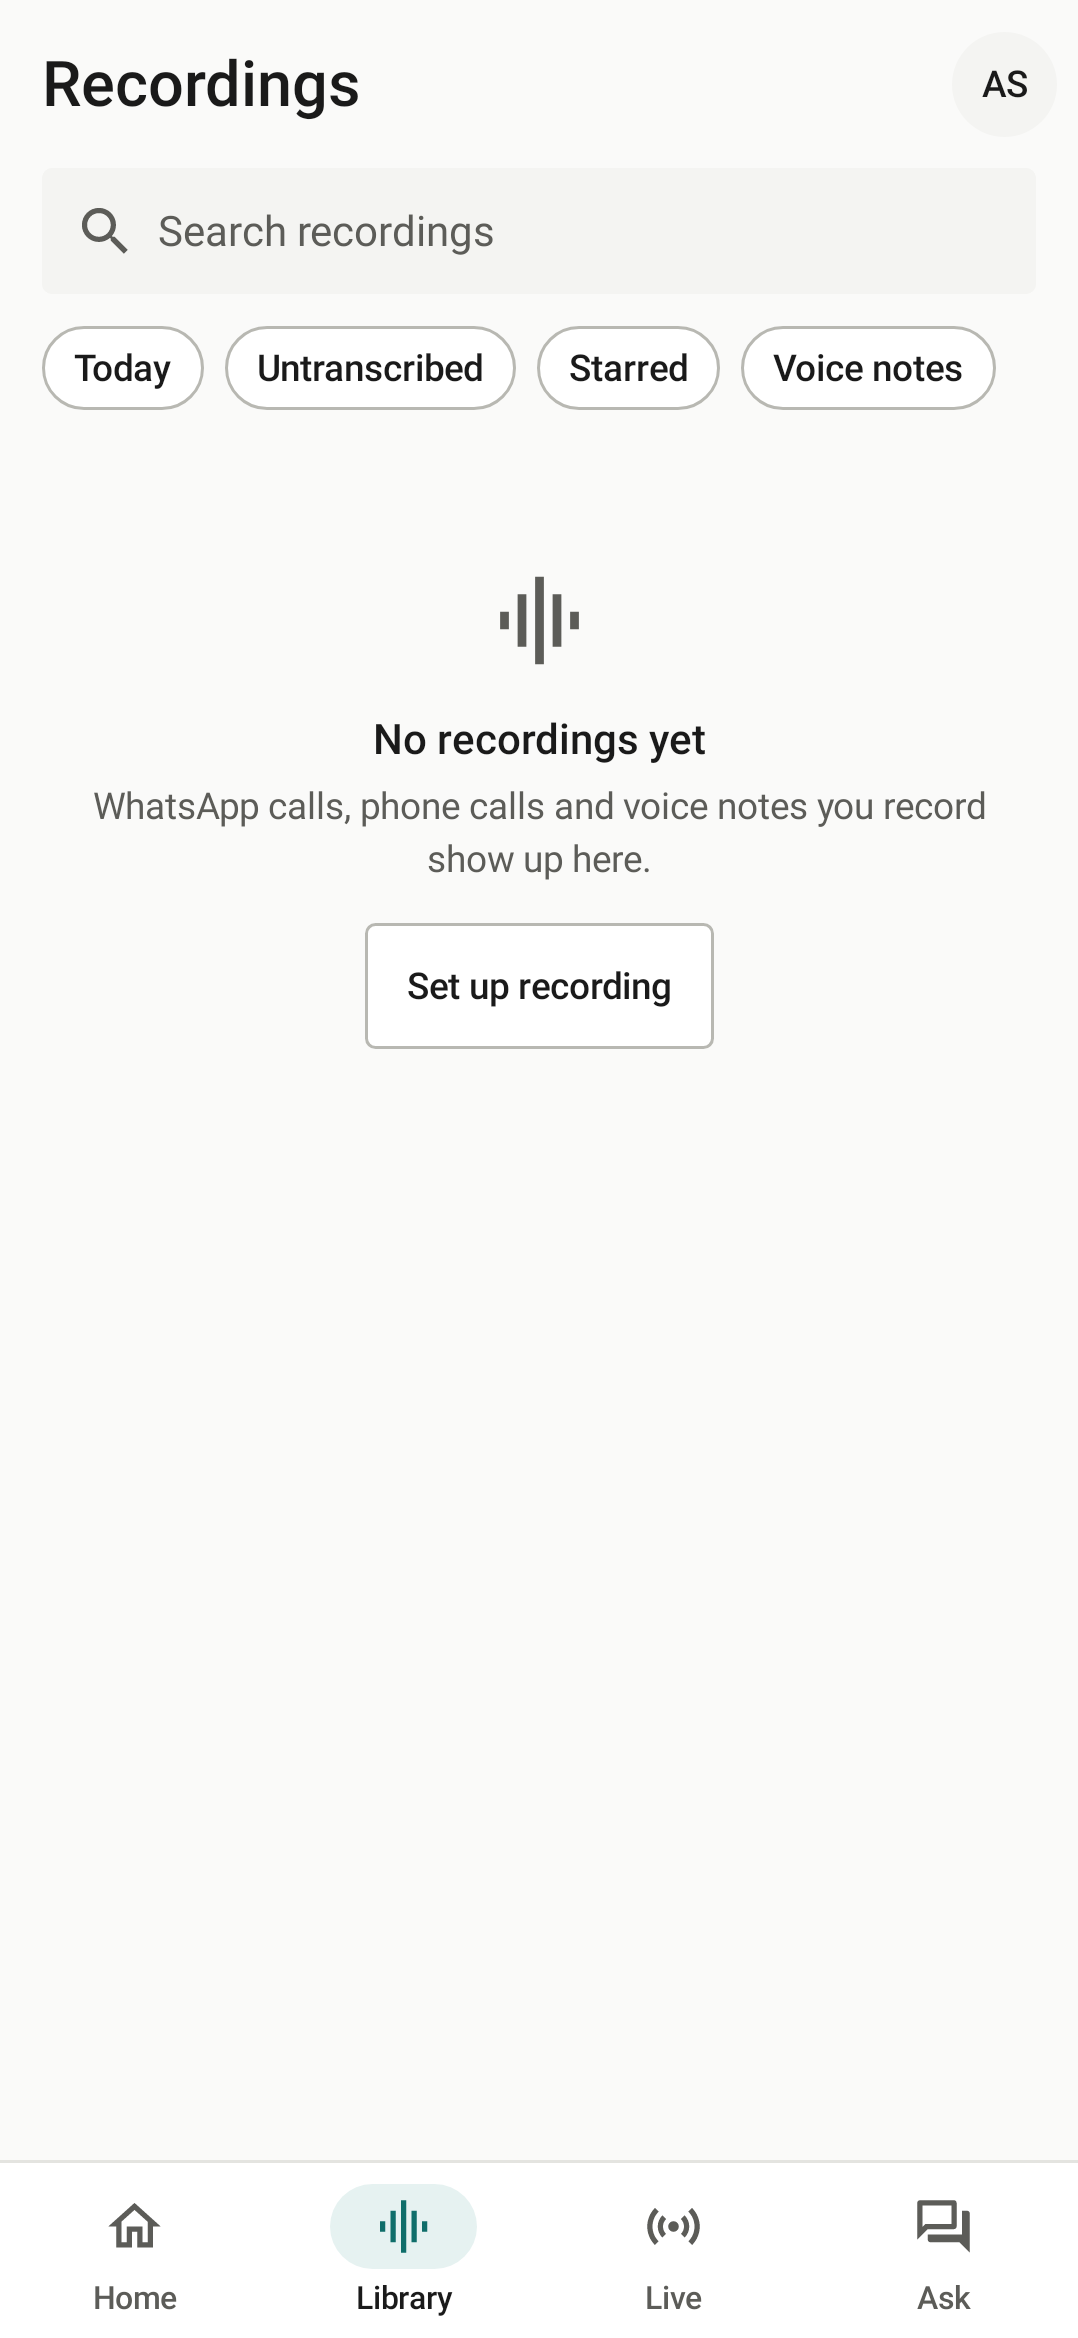 Recordings
AS
Search recordings
Today
Untranscribed
Starred
Voice notes
No recordings yet
WhatsApp calls, phone calls and voice notes you record
show up here.
Set up recording
Home
Library
Live
Ask